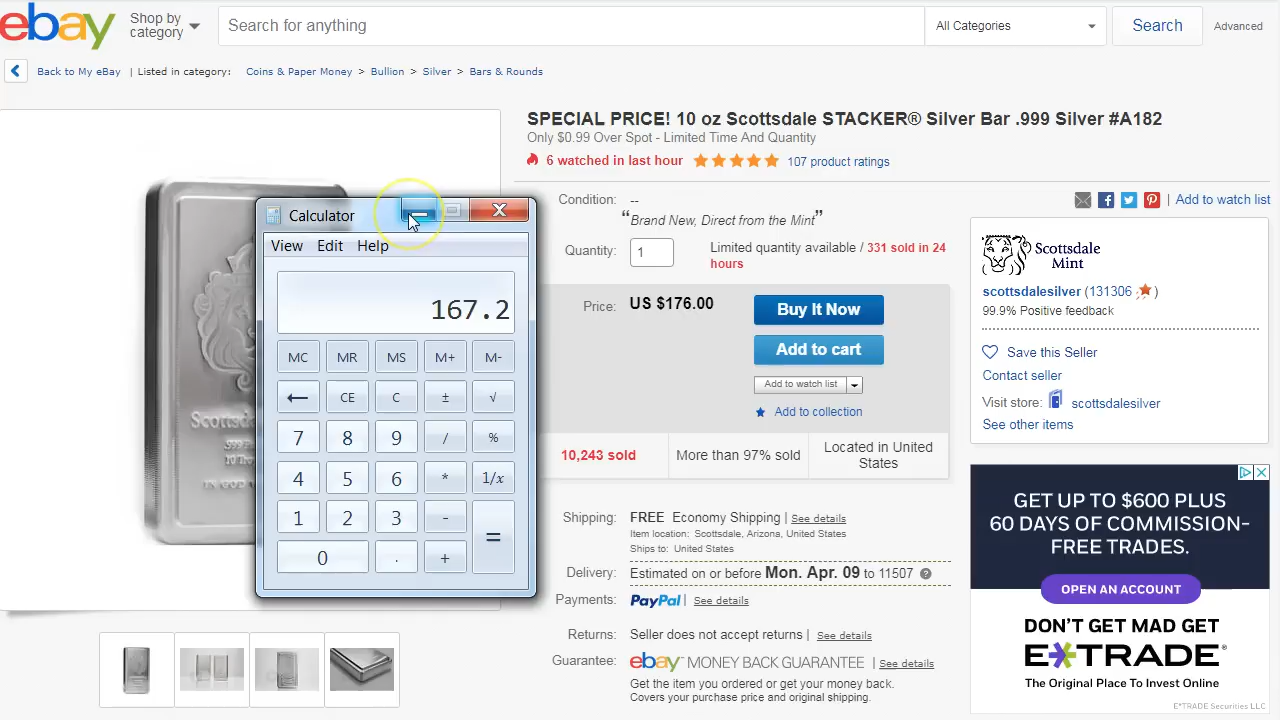 ebay
Shop by
category
Search for anything
All Categories
Search
Advanced
Back to My eBay | Listed in category: Coins & Paper Money > Bullion > Silver > Bars & Rounds
SPECIAL PRICE! 10 oz Scottsdale STACKER® Silver Bar .999 Silver #A182
Only $0.99 Over Spot - Limited Time And Quantity
6 watched in last hour
107 product ratings
Condition: --
“Brand New, Direct from the Mint”
Quantity: 1
Limited quantity available / 331 sold in 24
hours
Price: US $176.00
Buy It Now
Add to cart
Add to watch list
Add to collection
10,243 sold
More than 97% sold
Located in United
States
Shipping: FREE Economy Shipping | See details
Item location: Scottsdale, Arizona, United States
Ships to: United States
Delivery: Estimated on or before Mon. Apr. 09 to 11507
Payments: PayPal | See details
Returns: Seller does not accept returns | See details
Guarantee: ebay MONEY BACK GUARANTEE | See details
Get the item you ordered or get your money back.
Covers your purchase price and original shipping.
Calculator
View Edit Help
167.2
MC MR MS M+ M-
← CE C ± √
7 8 9 / %
4 5 6 * 1/x
1 2 3 - =
0 . +
| Add to watch list
Scottsdale
Mint
scottsdalesilver (131306)
99.9% Positive feedback
Save this Seller
Contact seller
Visit store: scottsdalesilver
See other items
GET UP TO $600 PLUS
60 DAYS OF COMMISSION-
FREE TRADES.
OPEN AN ACCOUNT
DON'T GET MAD GET
E*TRADE®
The Original Place To Invest Online
E*TRADE Securities LLC